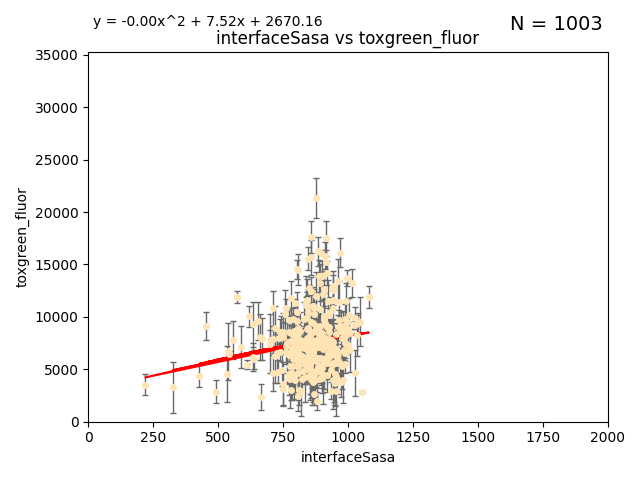 y = -0.00x^2 + 7.52x + 2670.16
N = 1003
interfaceSasa vs toxgreen_fluor
35000
30000
25000
20000
15000
10000
5000
0
toxgreen_fluor
0 250 500 750 1000 1250 1500 1750 2000
interfaceSasa